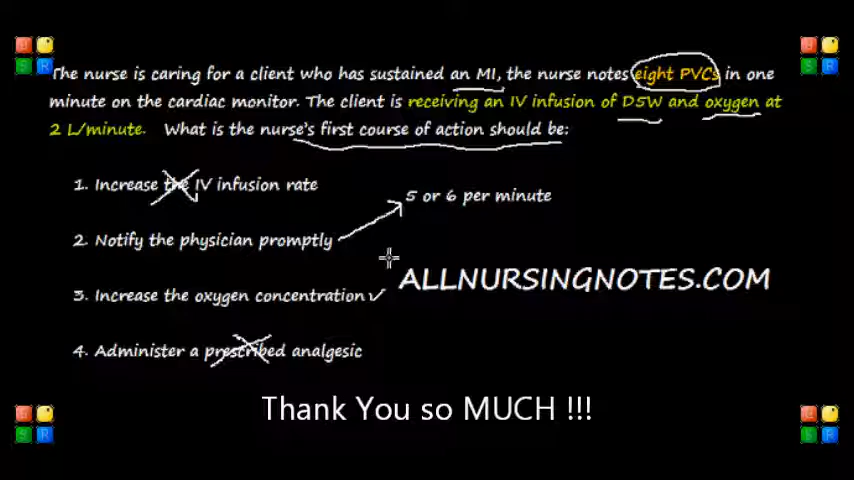 The nurse is caring for a client who has sustained an MI, the nurse notes eight PVCs in one
minute on the cardiac monitor. The client is receiving an IV infusion of D5W and oxygen at
2 L/minute. What is the nurse's first course of action should be:
1. Increase the IV infusion rate
5 or 6 per minute
2. Notify the physician promptly
ALLNURSINGNOTES.COM
3. Increase the oxygen concentration
4. Administer a prescribed analgesic
Thank You so MUCH !!!